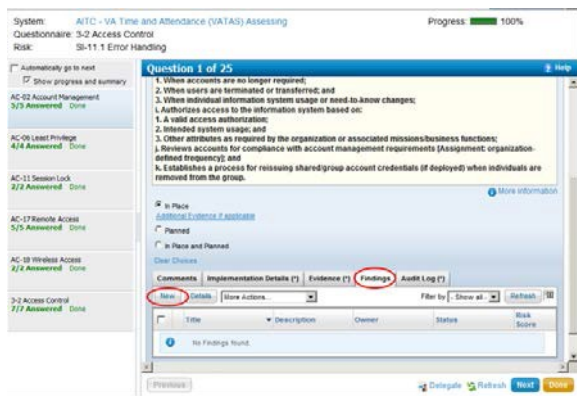 System: AITC - VA Time and Attendance (VATAS) Assessing Progress: 100%
Questionnaire: 3-2 Access Control
Risk: SI-11.1 Error Handling
Automatically go to next
Show progress and summary
AC-02 Account Management
5/5 Answered Done
AC-06 Least Privilege
4/4 Answered Done
AC-11 Session Lock
2/2 Answered Done
AC-17 Remote Access
5/5 Answered Done
AC-18 Wireless Access
2/2 Answered Done
3-2 Access Control
7/7 Answered Done
Question 1 of 25 Help
1. When accounts are no longer required;
2. When users are terminated or transferred; and
3. When individual information system usage or need-to-know changes;
i. Authorizes access to the information system based on:
1. A valid access authorization;
2. Intended system usage; and
3. Other attributes as required by the organization or associated missions/business functions;
j. Reviews accounts for compliance with account management requirements [Assignment: organization-
defined frequency]; and
k. Establishes a process for reissuing shared/group account credentials (if deployed) when individuals are
removed from the group.
More information
In Place
Additional Evidence if applicable
Planned
In Place and Planned
Clear Choices
Comments Implementation Details (*) Evidence (*) Findings Audit Log (*)
New Details More Actions... Filter by - Show all - Refresh
Title Description Owner Status Risk
Score
No Findings found.
Previous Delegate Refresh Next Done